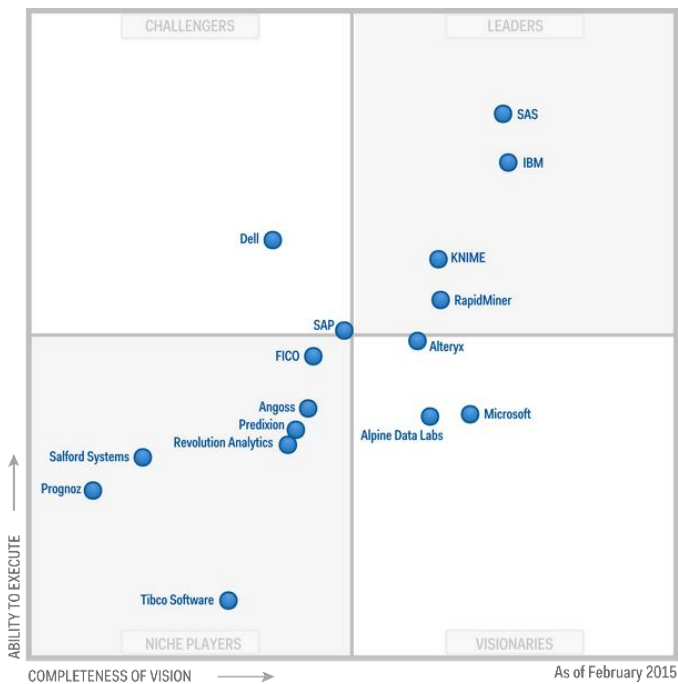 CHALLENGERS
LEADERS
SAS
IBM
Dell
KNIME
RapidMiner
SAP
Alteryx
FICO
Angoss
Predixion
Revolution Analytics
Microsoft
Alpine Data Labs
Salford Systems
Prognoz
Tibco Software
NICHE PLAYERS
VISIONARIES
ABILITY TO EXECUTE
COMPLETENESS OF VISION
As of February 2015